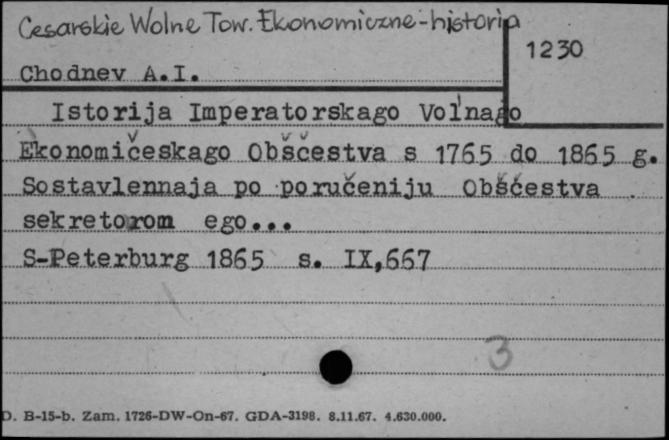 Cesarskie Wolne Tow. Ekonomiczne-historia
1230
Chodnev A.I.
Istorija Imperatorskago Vol'nago
Ekonomičeskago Obščestva s 1765 do 1865 g.
Sostavlennaja po poručeniju Obščestva
sekretorom ego...
S-Peterburg 1865 s. IX,667
3
D. B-15-b. Zam. 1726-DW-On-67. GDA-3198. 8.11.67. 4.630.000.